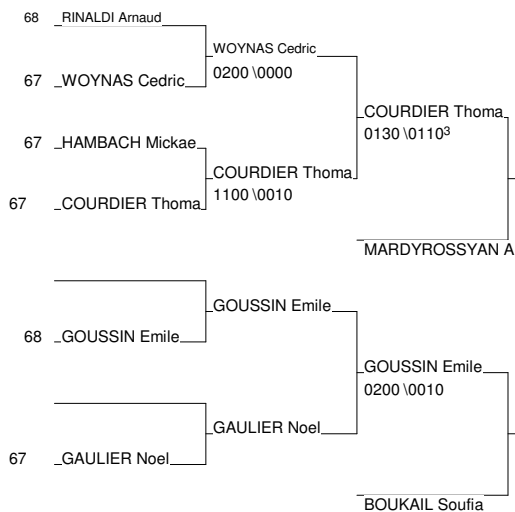 68 RINALDI Arnaud
WOYNAS Cedric
0200 \0000
67 WOYNAS Cedric
COURDIER Thoma
0130 \0110³
67 HAMBACH Mickae
COURDIER Thoma
1100 \0010
67 COURDIER Thoma
MARDYROSSYAN A
GOUSSIN Emile
68 GOUSSIN Emile
GOUSSIN Emile
0200 \0010
GAULIER Noel
67 GAULIER Noel
BOUKAIL Soufia